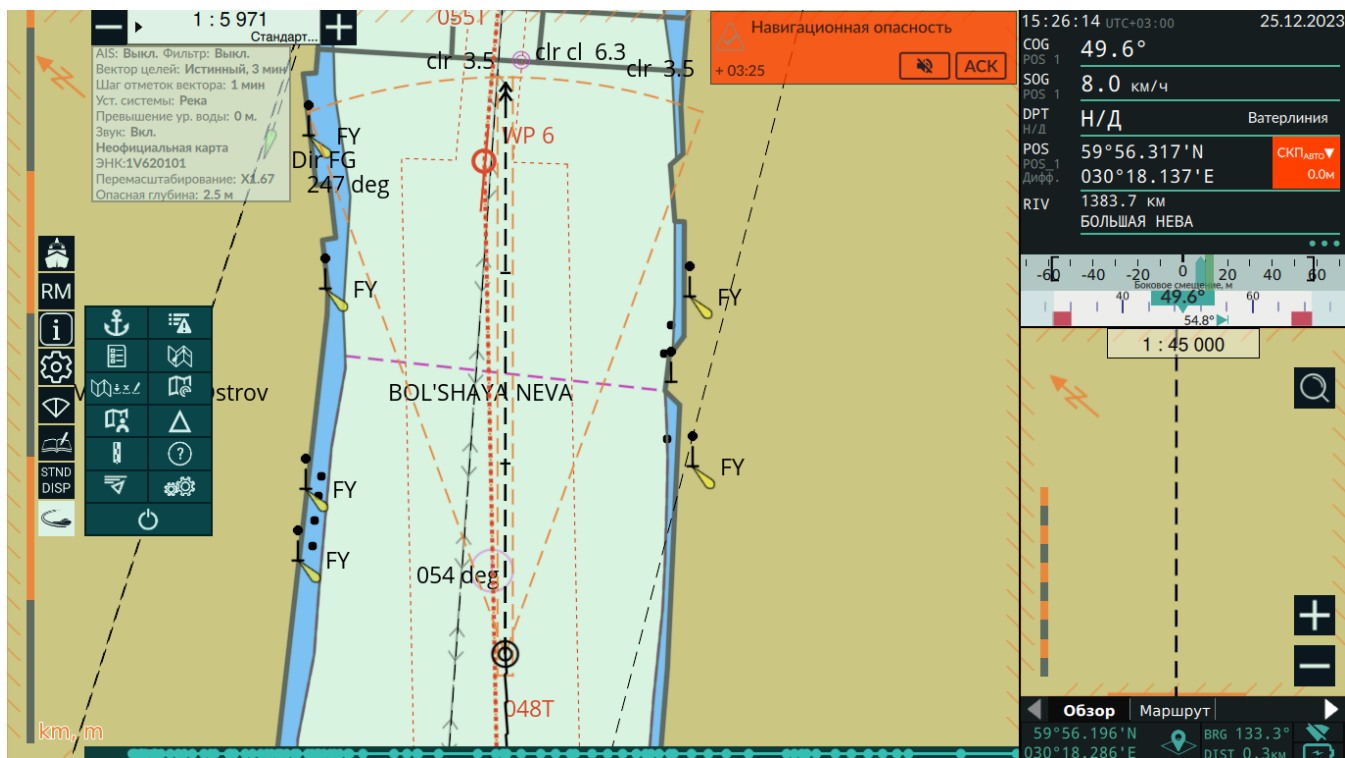 1 : 5 971
Стандарт...
AIS: Выкл. Фильтр: Выкл.
Вектор целей: Истинный, 3 мин
Шаг отметок вектора: 1 мин
Уст. системы: Река
Превышение ур. воды: 0 м.
Звук: Вкл.
Неофициальная карта
ЭНК:1V620101
Перемасштабирование: X1.67
Опасная глубина: 2.5 м
055T
clr 3.5
clr cl 6.3
clr 3.5
FY
WP 6
Dir FG
247 deg
FY
FY
BOL'SHAYA NEVA
Ostrov
FY
FY
FY
054 deg
048T
km, m
RM
STND
DISP
Навигационная опасность
+ 03:25
ACK
15:26:14 UTC+03:00
25.12.2023
COG
POS 1
49.6°
SOG
POS 1
8.0 км/ч
DPT
Н/Д
Н/Д
Ватерлиния
POS
POS_1
Дифф.
59°56.317'N
030°18.137'E
СКПАВТО▼
0.0м
RIV
1383.7 км
БОЛЬШАЯ НЕВА
-60 -40 -20 0 20 40 60
Боковое смещение, м
40 49.6° 60
54.8°
1 : 45 000
Обзор
Маршрут
59°56.196'N
030°18.286'E
BRG 133.3°
DIST 0.3км